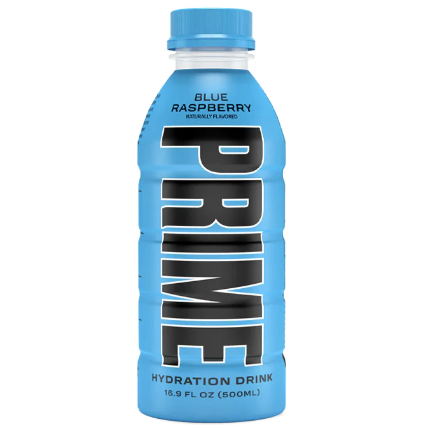 BLUE
RASPBERRY
NATURALLY FLAVORED
PRIME
HYDRATION DRINK
16.9 FL OZ (500ML)